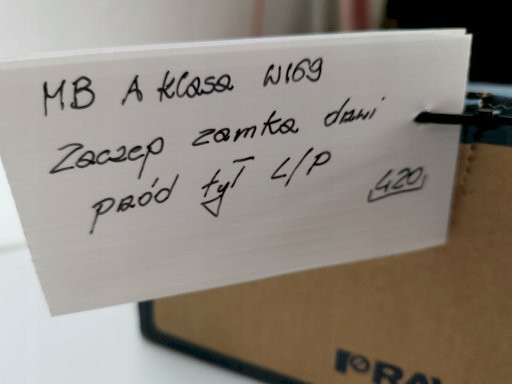 MB A klasa W169
Zaczep zamka drzwi
przód tył L/P
420